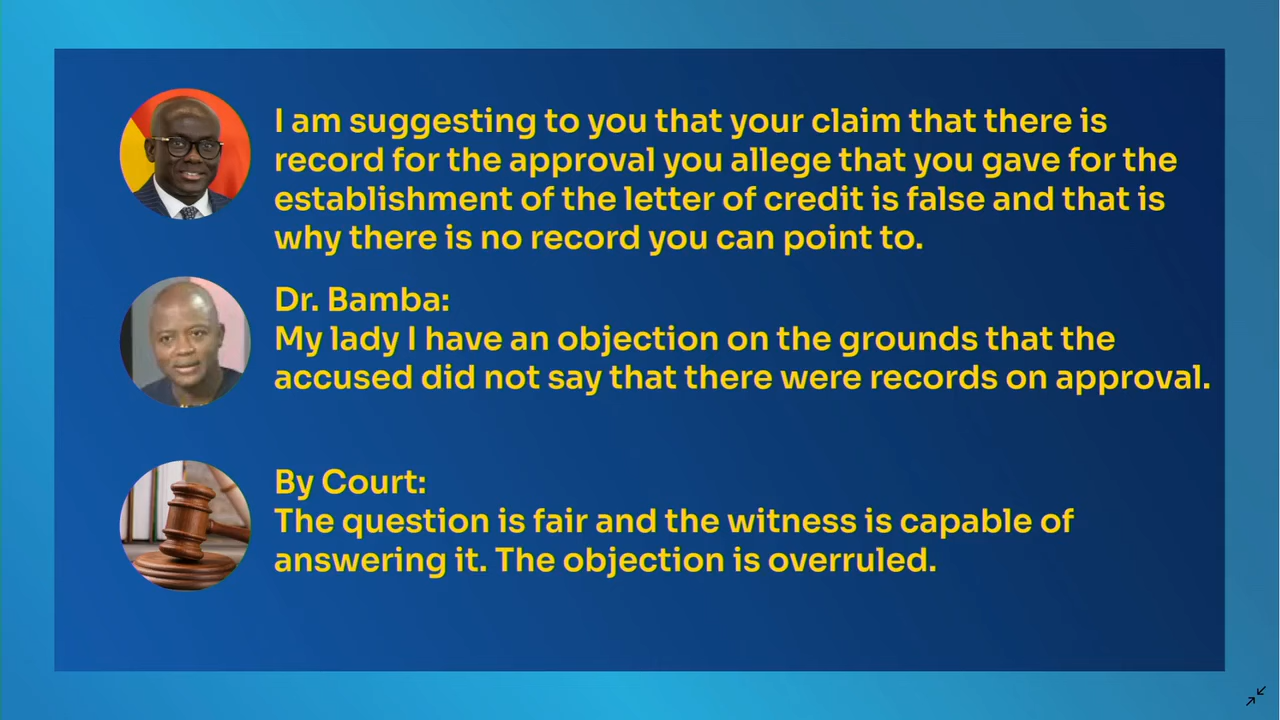 I am suggesting to you that your claim that there is
record for the approval you allege that you gave for the
establishment of the letter of credit is false and that is
why there is no record you can point to.
Dr. Bamba:
My lady I have an objection on the grounds that the
accused did not say that there were records on approval.
By Court:
The question is fair and the witness is capable of
answering it. The objection is overruled.